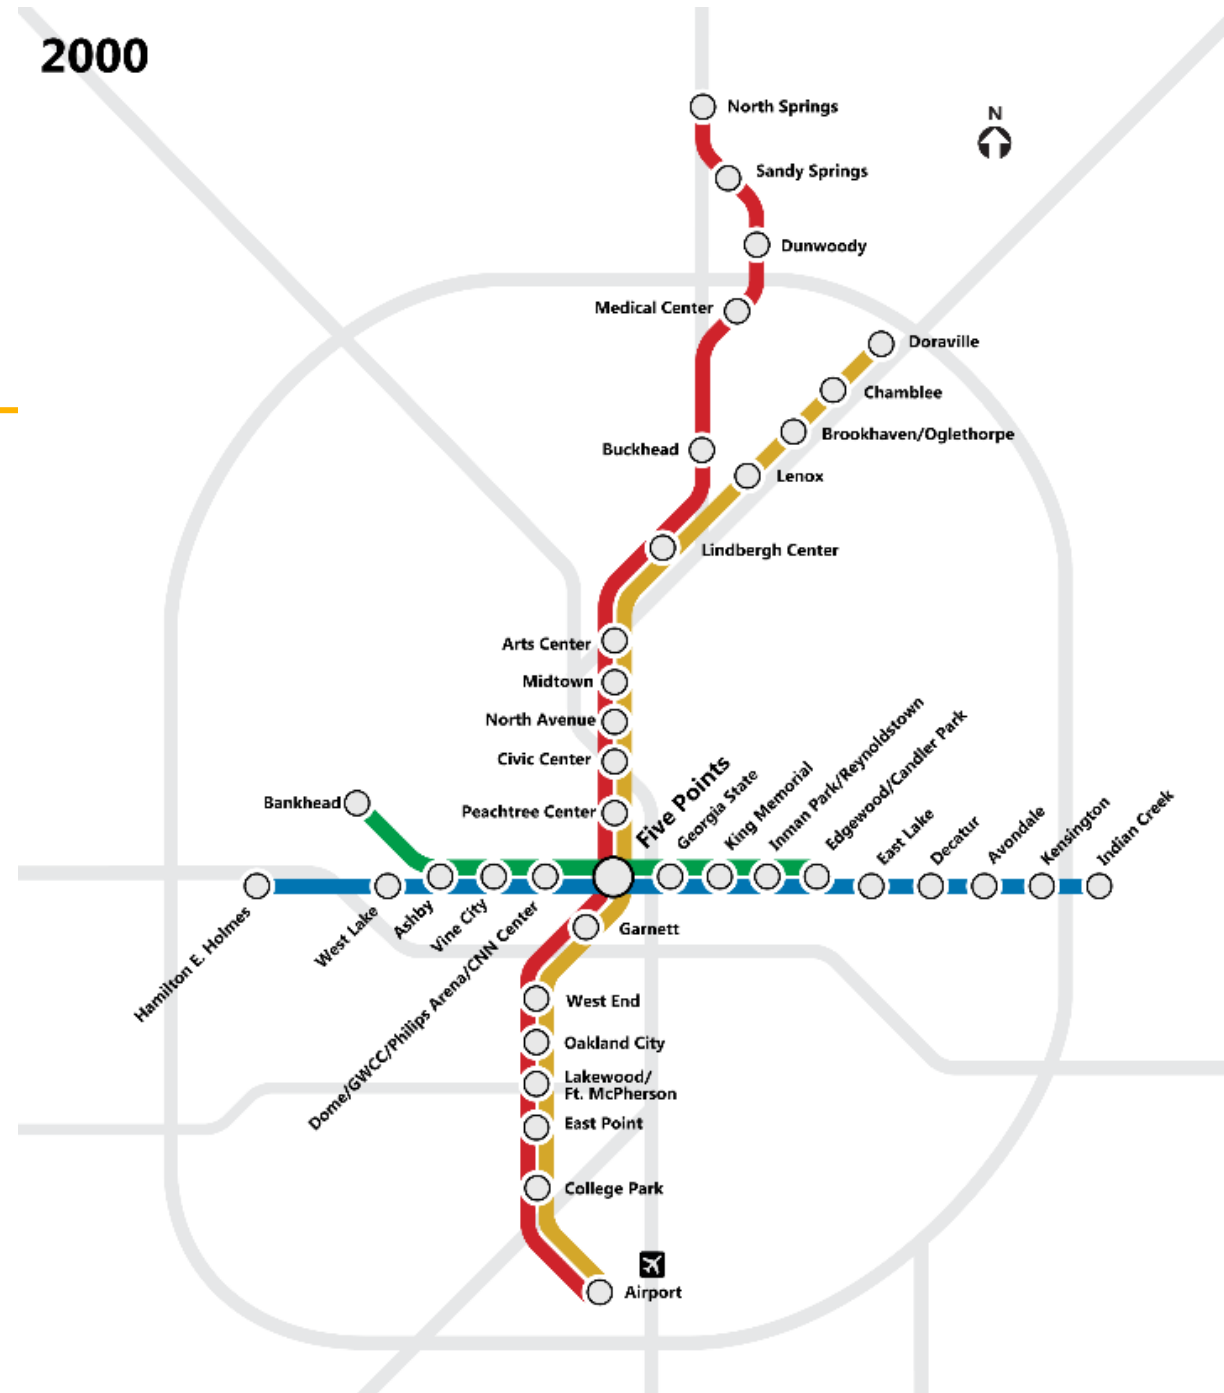 2000
North Springs
N
Sandy Springs
Dunwoody
Medical Center
Doraville
Chamblee
Brookhaven/Oglethorpe
Buckhead
Lenox
Lindbergh Center
Arts Center
Midtown
North Avenue
Civic Center
Bankhead
Peachtree Center
Five Points
Georgia State
King Memorial
Inman Park/Reynoldstown
Edgewood/Candler Park
East Lake
Decatur
Avondale
Kensington
Indian Creek
Hamilton E. Holmes
West Lake
Ashby
Vine City
Dome/GWCC/Philips Arena/CNN Center
Garnett
West End
Oakland City
Lakewood/
Ft. McPherson
East Point
College Park
Airport